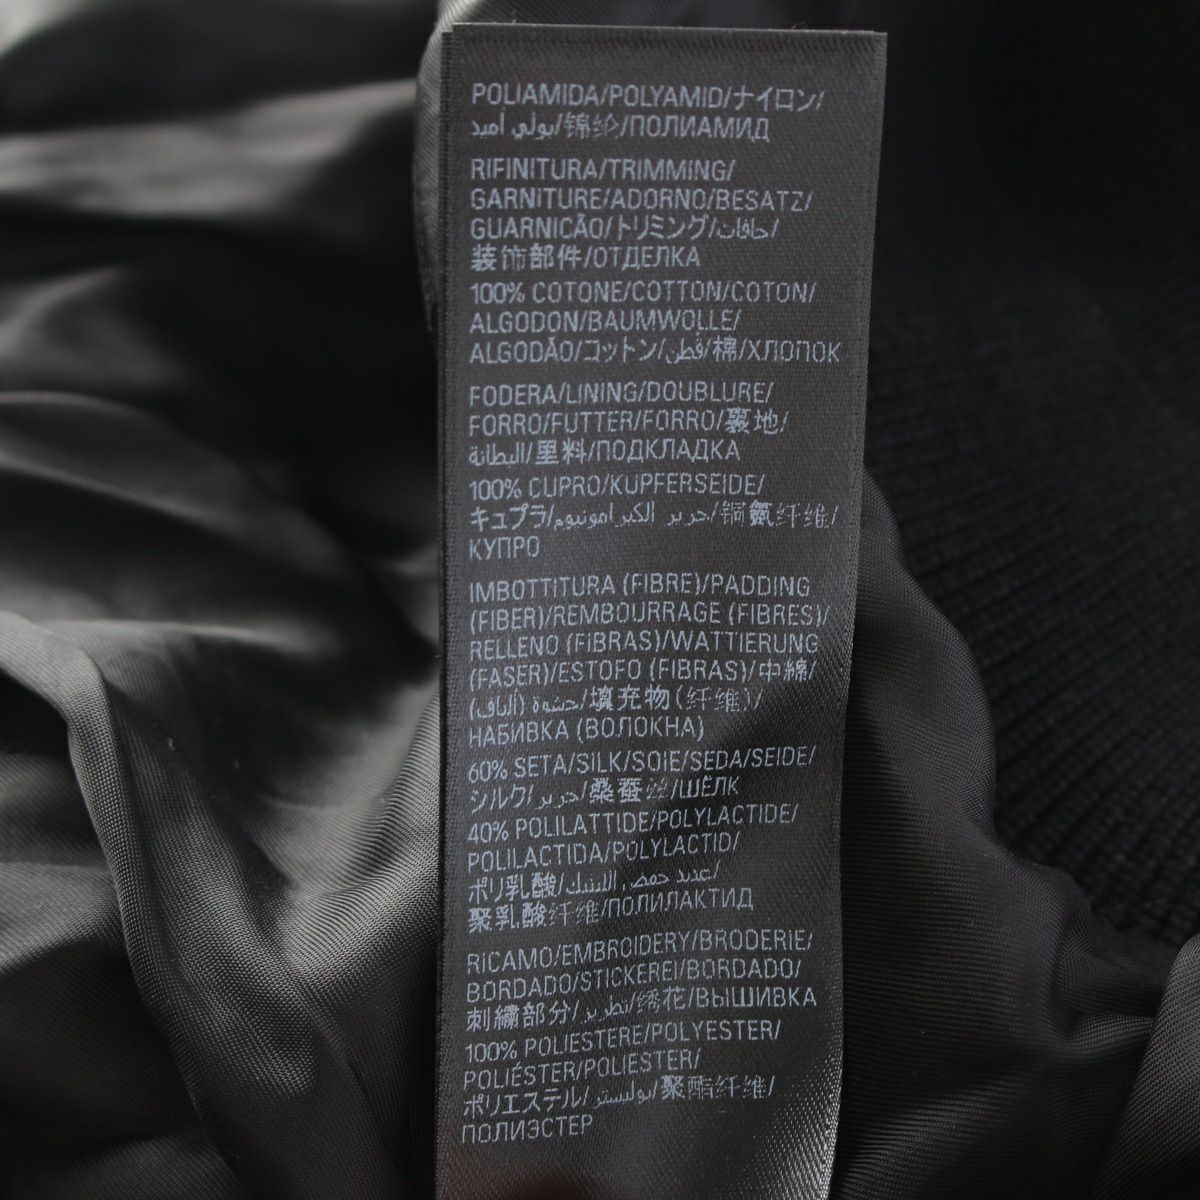 POLIAMIDA/POLYAMID/ナイロン/
بولي أميد/锦纶/ПОЛИАМИД
RIFINITURA/TRIMMING/
GARNITURE/ADORNO/BESATZ/
GUARNICÃO/トリミング/حافات/
装饰部件/ОТДЕЛКА
100% COTONE/COTTON/COTON/
ALGODON/BAUMWOLLE/
ALGODÃO/コットン/قطن/棉/ХЛОПОК
FODERA/LINING/DOUBLURE/
FORRO/FUTTER/FORRO/裏地/
البطانة/里料/ПОДКЛАДКА
100% CUPRO/KUPFERSEIDE/
キュプラ/حرير الكبر امونيوم/铜氨纤维/
КУПРО
IMBOTTITURA (FIBRE)/PADDING
(FIBER)/REMBOURRAGE (FIBRES)/
RELLENO (FIBRAS)/WATTIERUNG
(FASER)/ESTOFO (FIBRAS)/中綿/
حشوة (الياف)/填充物 (纤维)/
НАБИВКА (ВОЛОКНА)
60% SETA/SILK/SOIE/SEDA/SEIDE/
シルク/حرير/桑蚕丝/ШЁЛК
40% POLILATTIDE/POLYLACTIDE/
POLILACTIDA/POLYLACTID/
ポリ乳酸/عديد حمض اللبنيك/
聚乳酸纤维/ПОЛИЛАКТИД
RICAMO/EMBROIDERY/BRODERIE/
BORDADO/STICKEREI/BORDADO/
刺繍部分/تطريز/绣花/ВЫШИВКА
100% POLIESTERE/POLYESTER/
POLIÉSTER/POLIESTER/
ポリエステル/بوليستر/聚酯纤维/
ПОЛИЭСТЕР